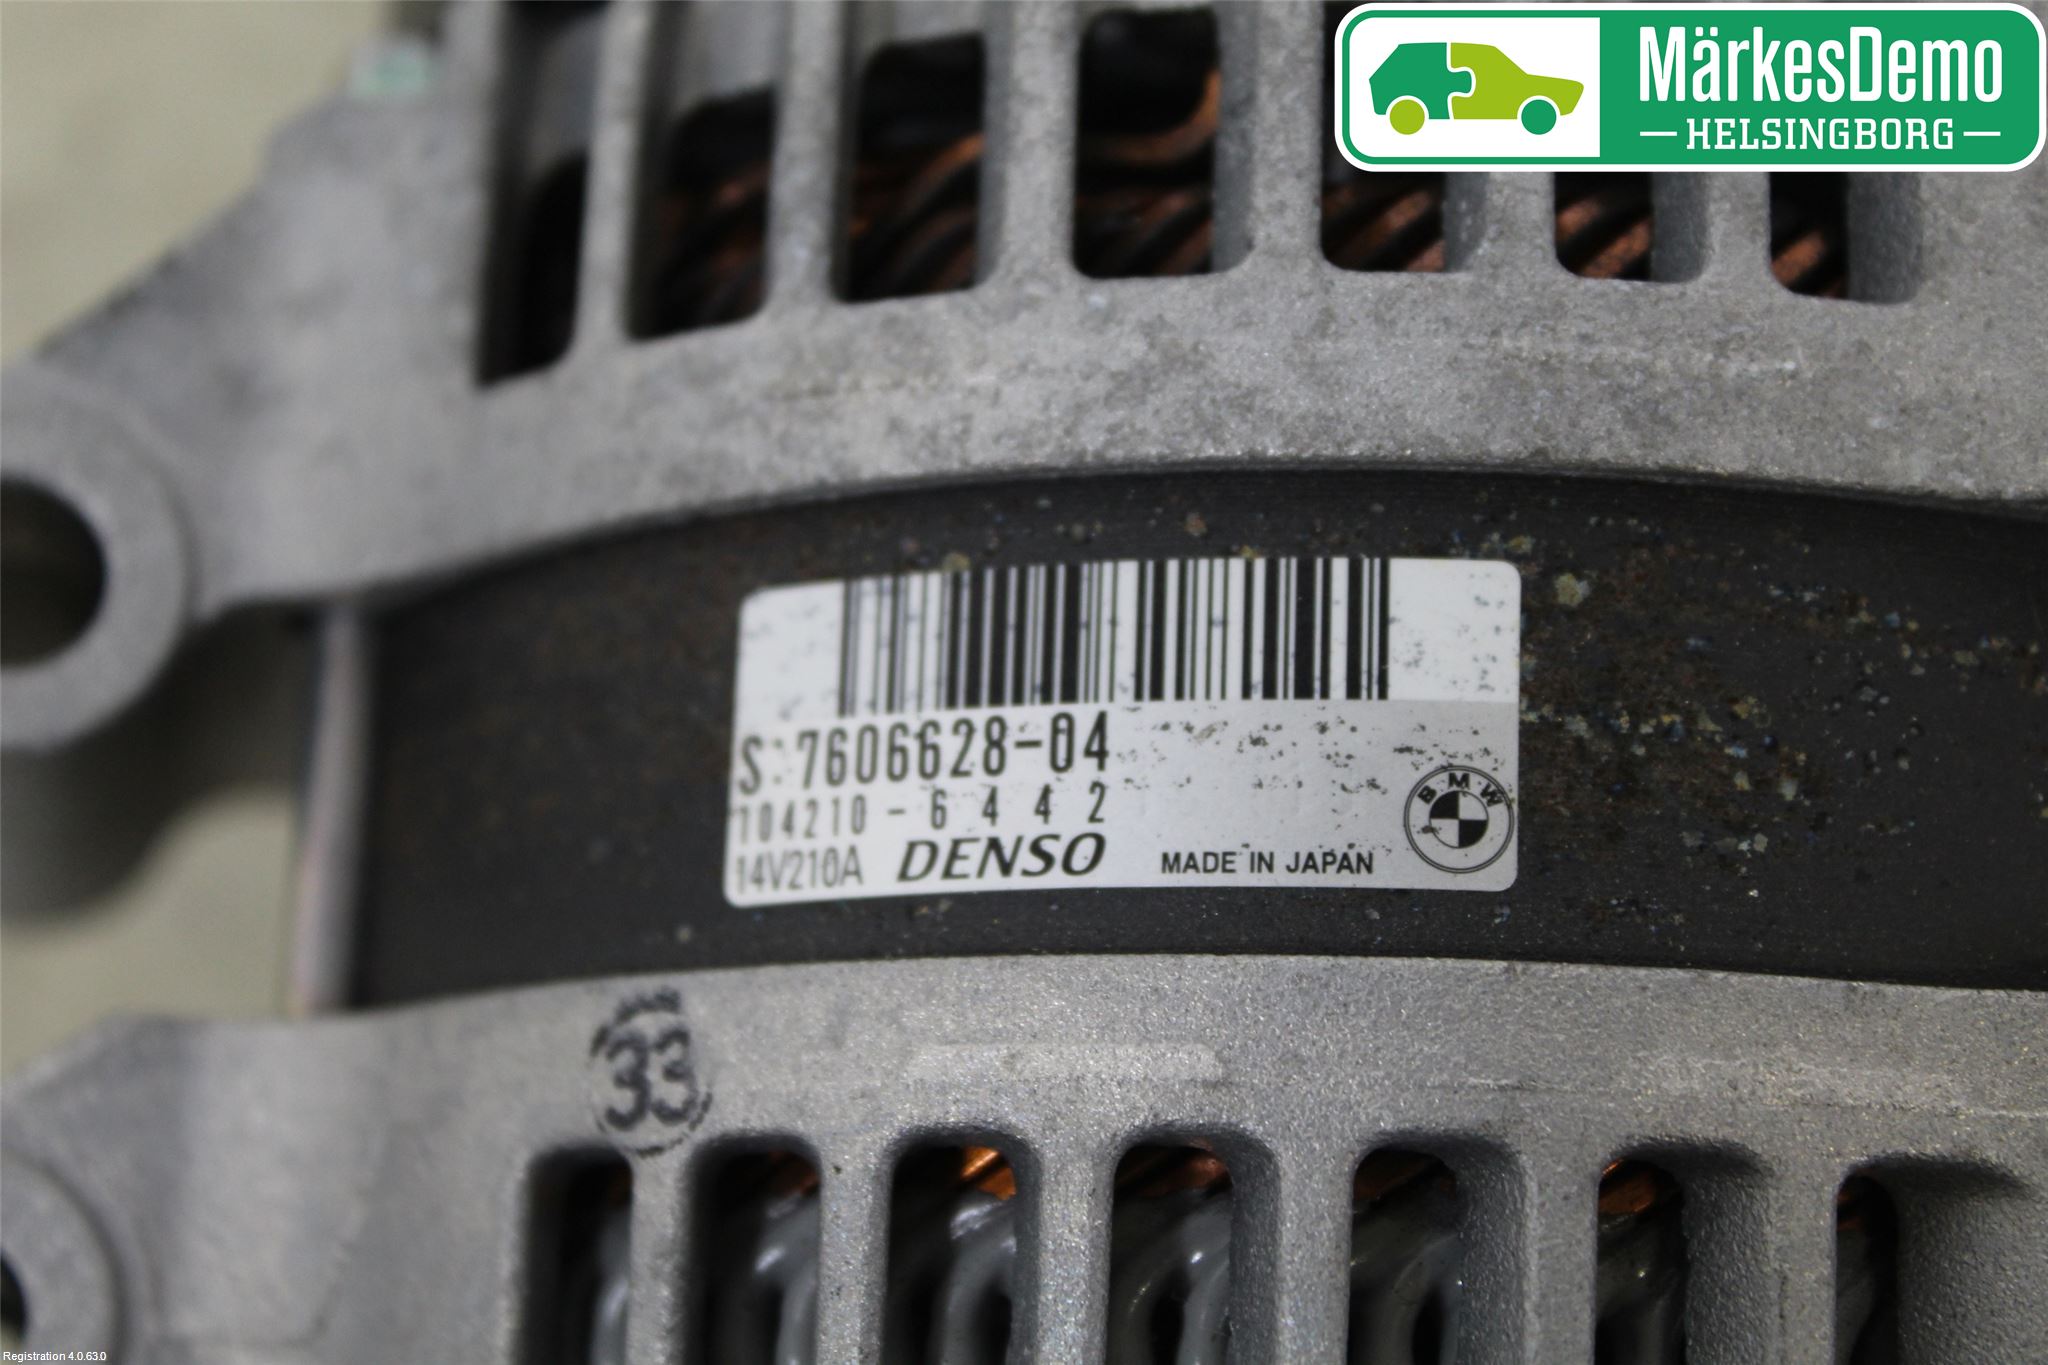 MärkesDemo
HELSINGBORG
S:7606628-04
104210-6442
14V210A DENSO MADE IN JAPAN
BMW
33
Registration 4.0.63.0